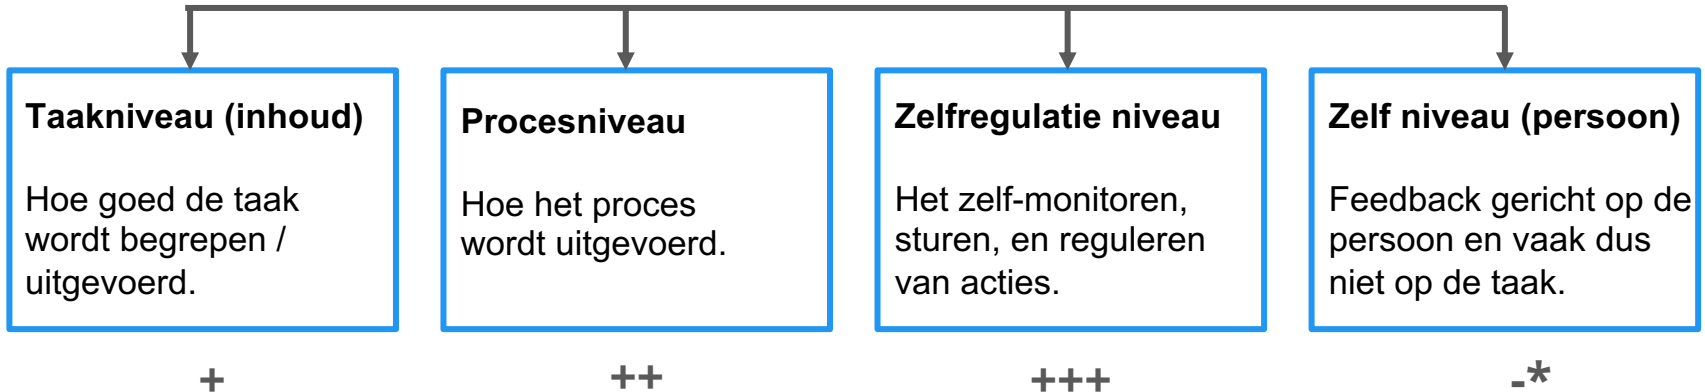 Taakniveau (inhoud)
Hoe goed de taak
wordt begrepen /
uitgevoerd.
+
Procesniveau
Hoe het proces
wordt uitgevoerd.
++
Zelfregulatie niveau
Het zelf-monitoren,
sturen, en reguleren
van acties.
+++
Zelf niveau (persoon)
Feedback gericht op de
persoon en vaak dus
niet op de taak.
-*